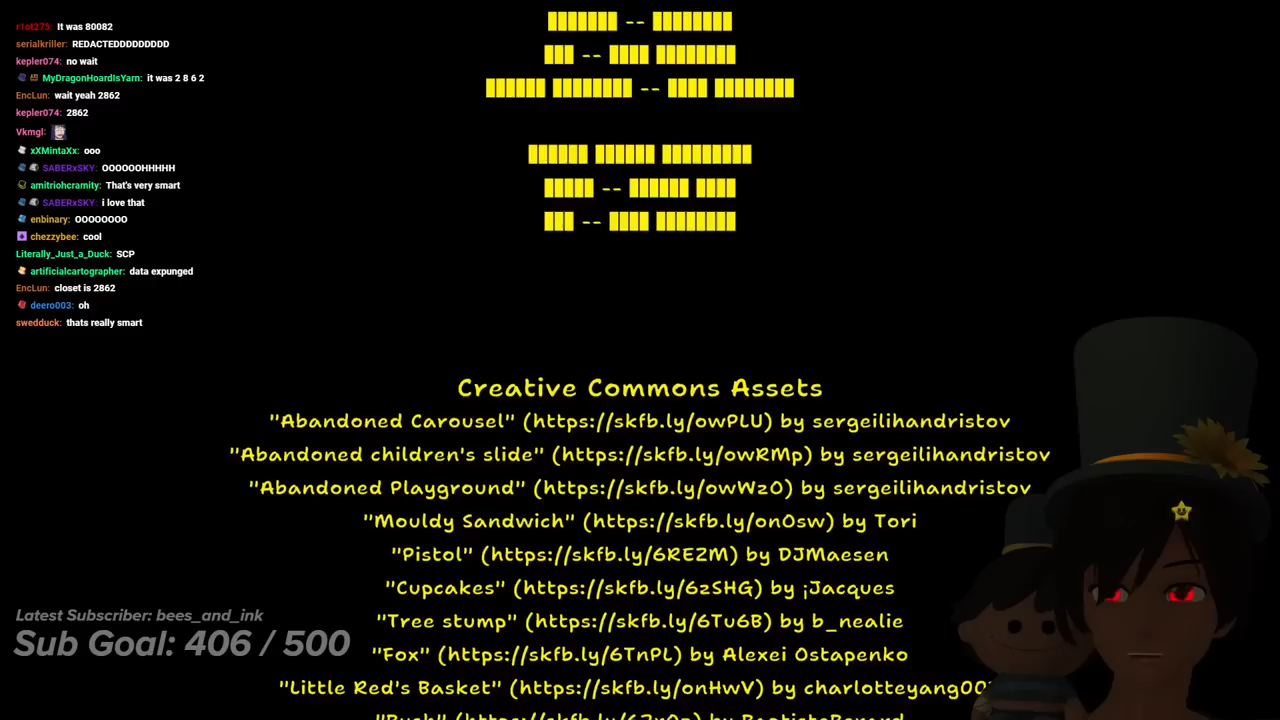 r1ot275: It was 80082
serialkriller: REDACTEDDDDDDDDD
kepler074: no wait
MyDragonHoardIsYarn: it was 2 8 6 2
EncLun: wait yeah 2862
kepler074: 2862
Vkmgl:
xXMintaXx: ooo
SABERxSKY: OOOOOOHHHHH
amitriohcramity: That's very smart
SABERxSKY: i love that
enbinary: OOOOOOOO
chezzybee: cool
Literally_Just_a_Duck: SCP
artificialcartographer: data expunged
EncLun: closet is 2862
deero003: oh
swedduck: thats really smart
Creative Commons Assets
"Abandoned Carousel" (https://skfb.ly/owPLU) by sergeilihandristov
"Abandoned children's slide" (https://skfb.ly/owRMp) by sergeilihandristov
"Abandoned Playground" (https://skfb.ly/owWzO) by sergeilihandristov
"Mouldy Sandwich" (https://skfb.ly/onOsw) by Tori
"Pistol" (https://skfb.ly/6REZM) by DJMaesen
"Cupcakes" (https://skfb.ly/6zSHG) by ¡Jacques
"Tree stump" (https://skfb.ly/6Tu6B) by b_nealie
"Fox" (https://skfb.ly/6TnPL) by Alexei Ostapenko
"Little Red's Basket" (https://skfb.ly/onHwV) by
Latest Subscriber: bees_and_ink
Sub Goal: 406 / 500